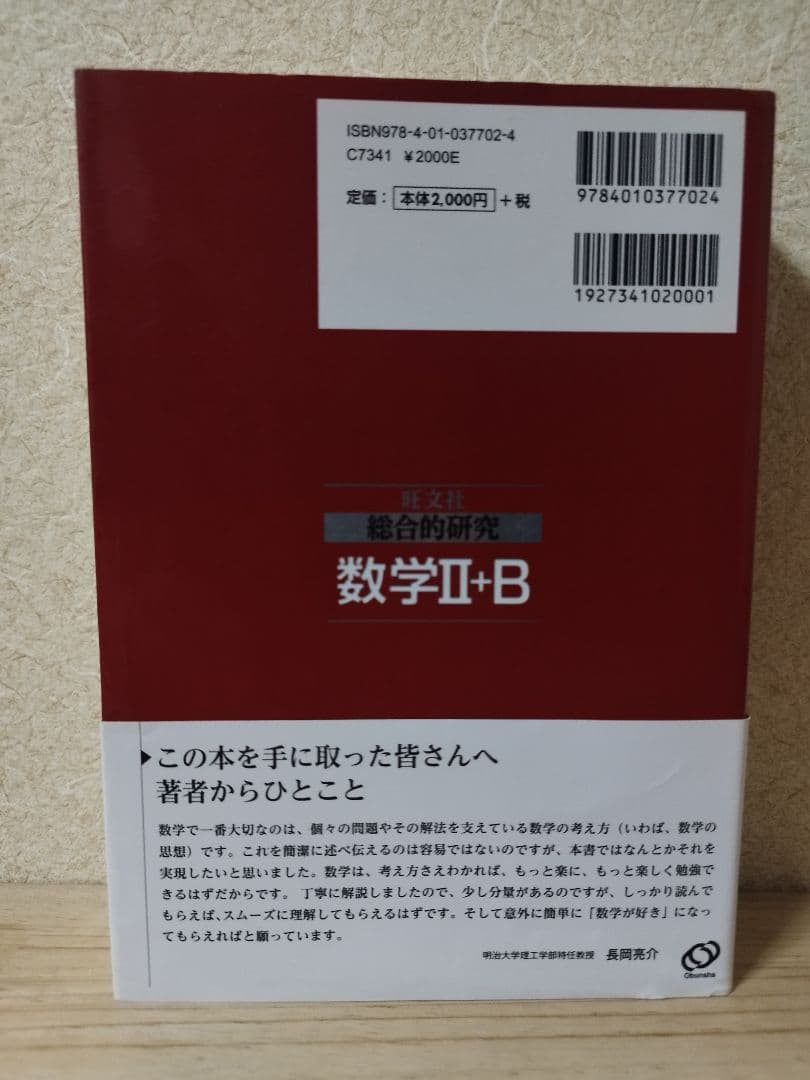 ISBN978-4-01-037702-4
C7341 ¥2000E
定価： 本体2,000円 ＋税
9784010377024
1927341020001
旺文社
総合的研究
数学II+B
▶この本を手に取った皆さんへ
著者からひとこと
数学で一番大切なのは、個々の問題やその解法を支えている数学の考え方（いわば、数学の
思想）です。これを簡潔に述べ伝えるのは容易ではないのですが、本書ではなんとかそれを
実現したいと思いました。数学は、考え方さえわかれば、もっと楽に、もっと楽しく勉強で
きるはずだからです。 丁寧に解説しましたので、少し分量があるのですが、しっかり読んで
もらえば、スムーズに理解してもらえるはずです。そして意外に簡単に「数学が好き」になっ
てもらえればと願っています。
明治大学理工学部特任教授 長岡亮介
Obunsha